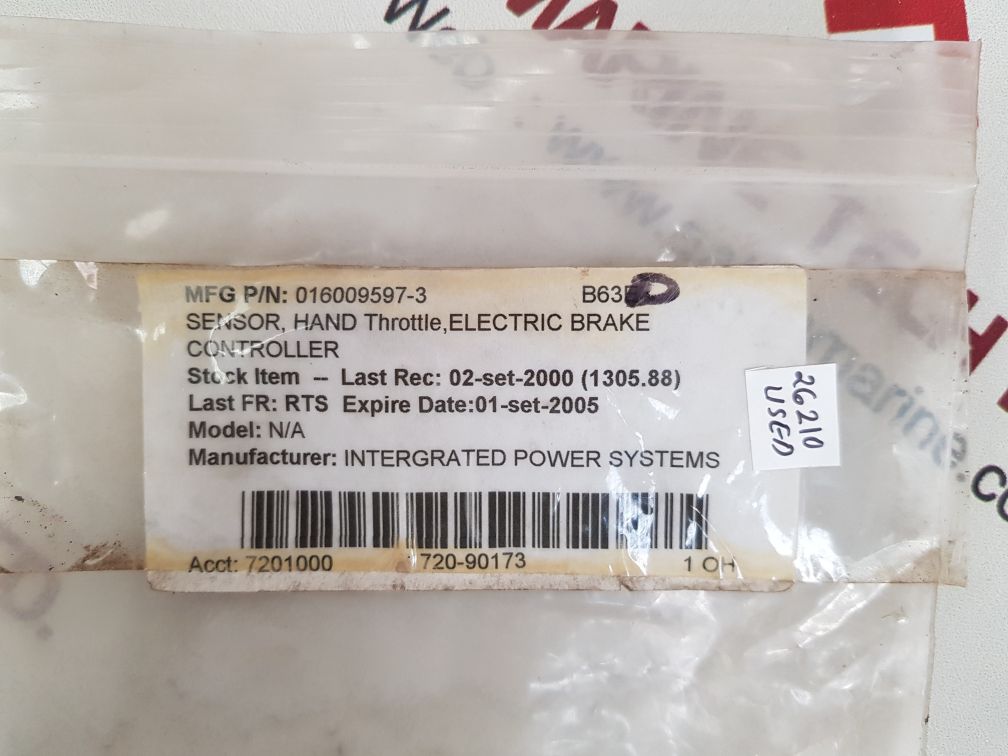 MFG P/N: 016009597-3 B63
SENSOR, HAND Throttle,ELECTRIC BRAKE
CONTROLLER
Stock Item -- Last Rec: 02-set-2000 (1305.88)
Last FR: RTS Expire Date:01-set-2005
Model: N/A
Manufacturer: INTERGRATED POWER SYSTEMS
Acct: 7201000 720-90173 1 OH
26210
USED
marine.co